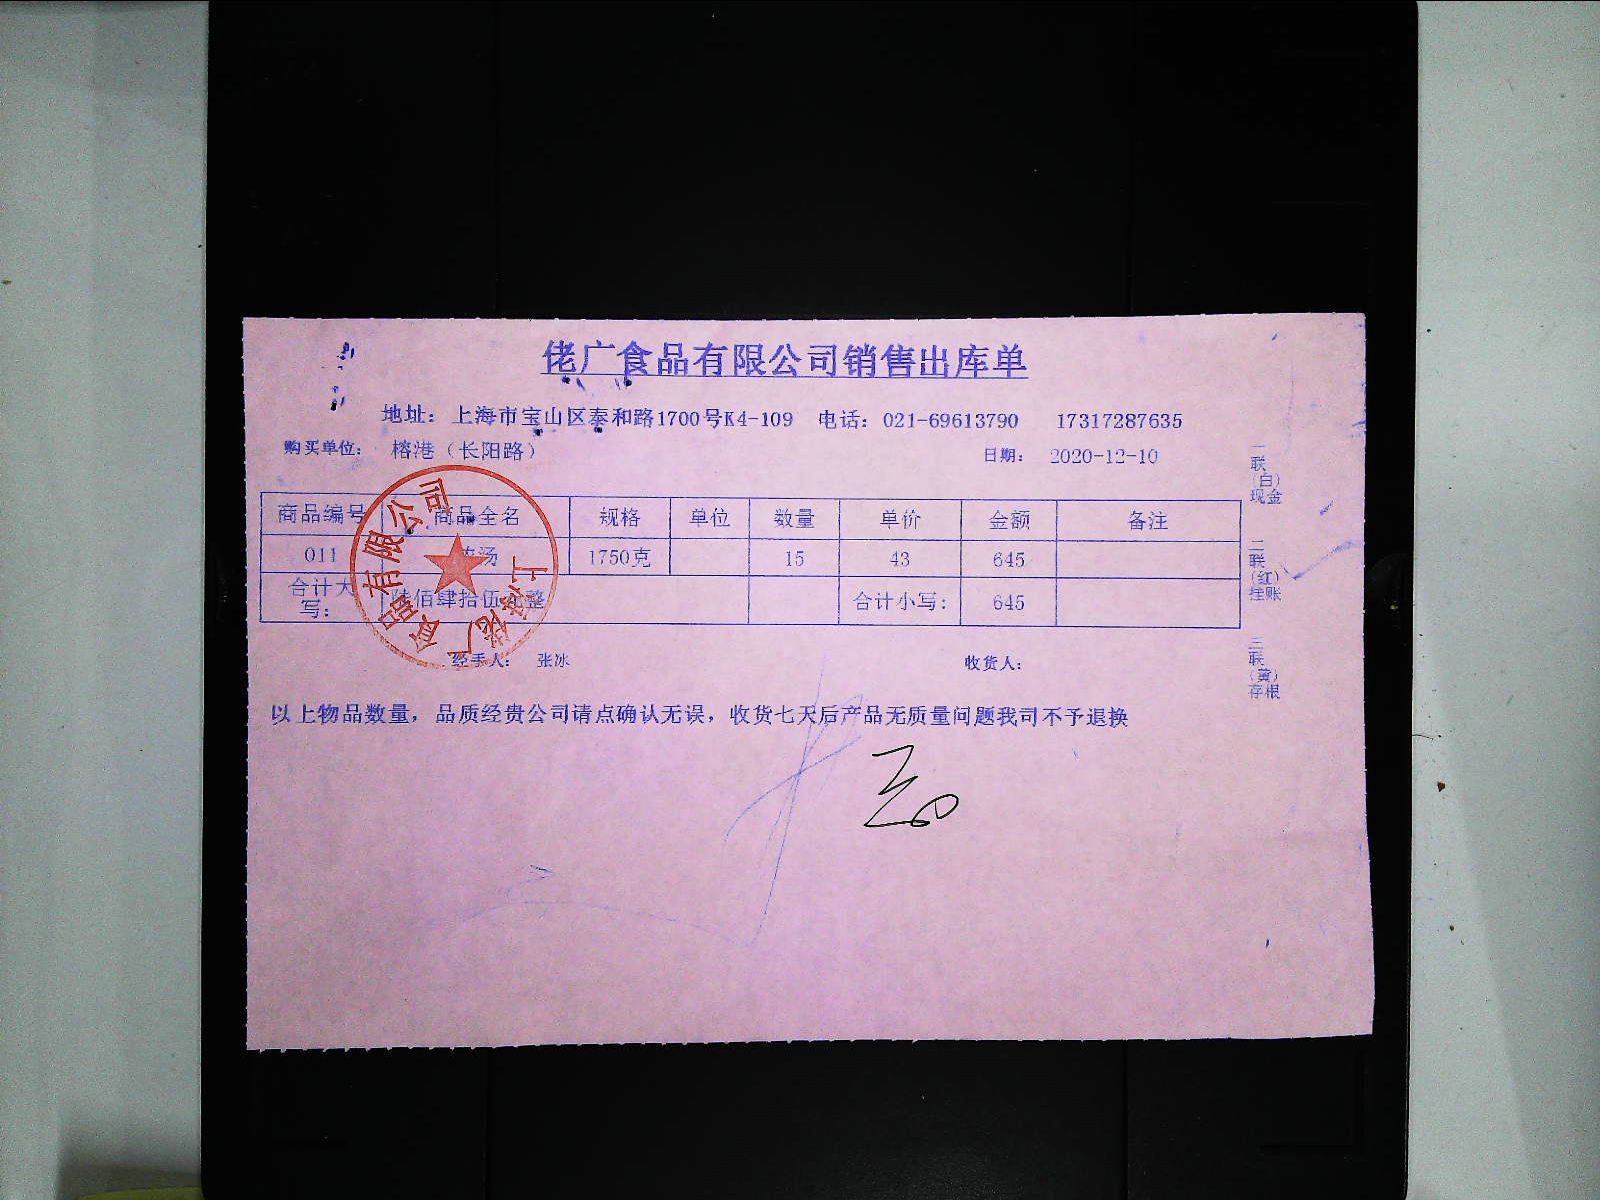 佬广食品有限公司销售出库单
地址：上海市宝山区泰和路1700号K4-109 电话：021-69613790 17317287635
购买单位： 榕港（长阳路） 日期： 2020-12-10
商品编号 商品全名 规格 单位 数量 单价 金额 备注
011 汤 1750克 15 43 645
合计大写： 陆佰肆拾伍元整 合计小写： 645
经手人： 张冰 收货人：
以上物品数量，品质经贵公司请点确认无误，收货七天后产品无质量问题我司不予退换
一联（白）现金
二联（红）挂账
三联（黄）存根
上海佬广食品有限公司